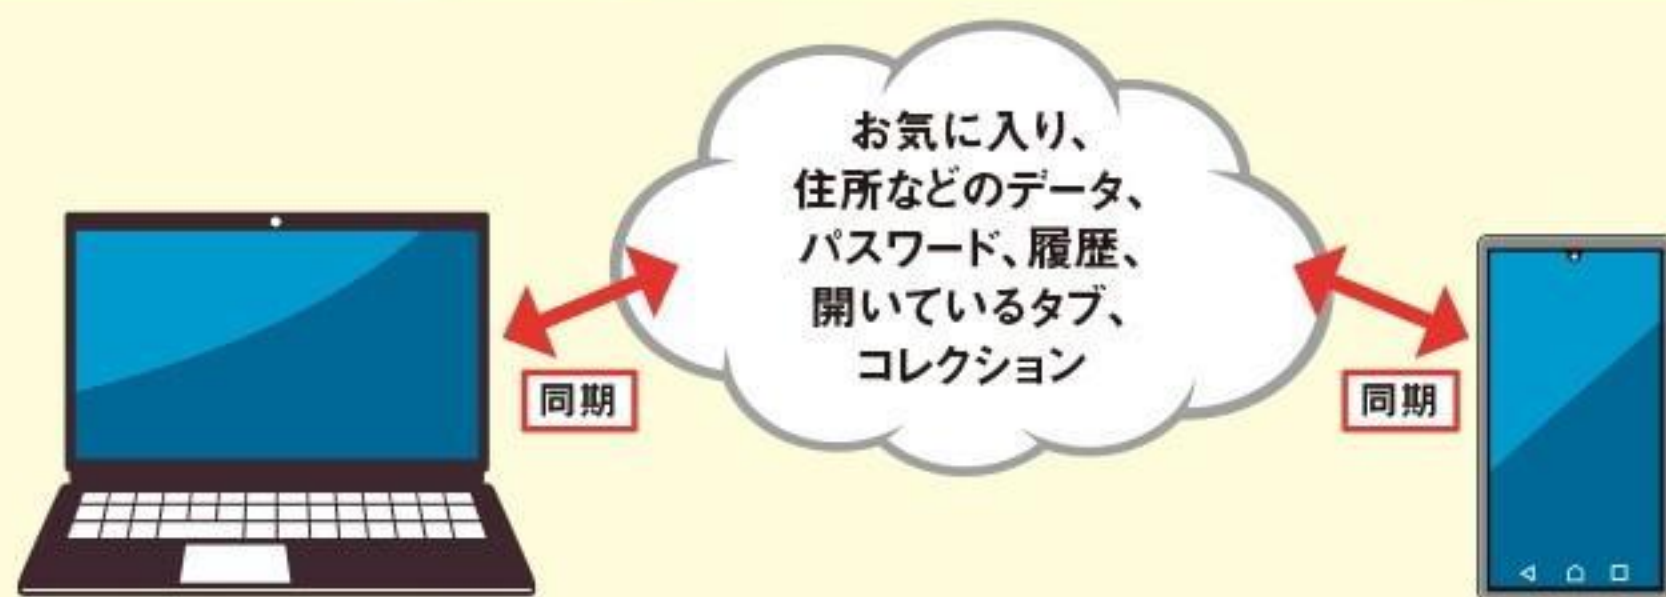 お気に入り、
住所などのデータ、
パスワード、履歴、
開いているタブ、
コレクション
同期
同期